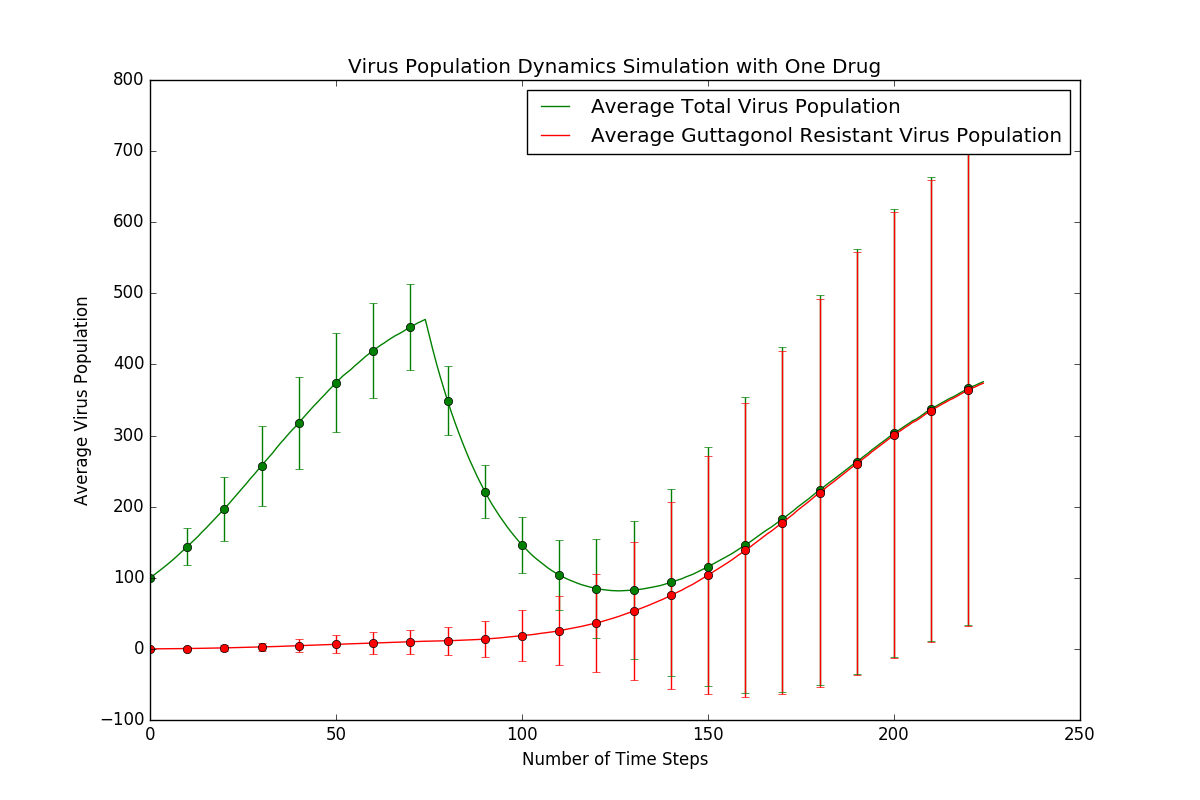 Virus Population Dynamics Simulation with One Drug
800
Average Total Virus Population
Average Guttagonol Resistant Virus Population
700
600
500
400
300
200
100
0
−100
Average Virus Population
0 50 100 150 200 250
Number of Time Steps